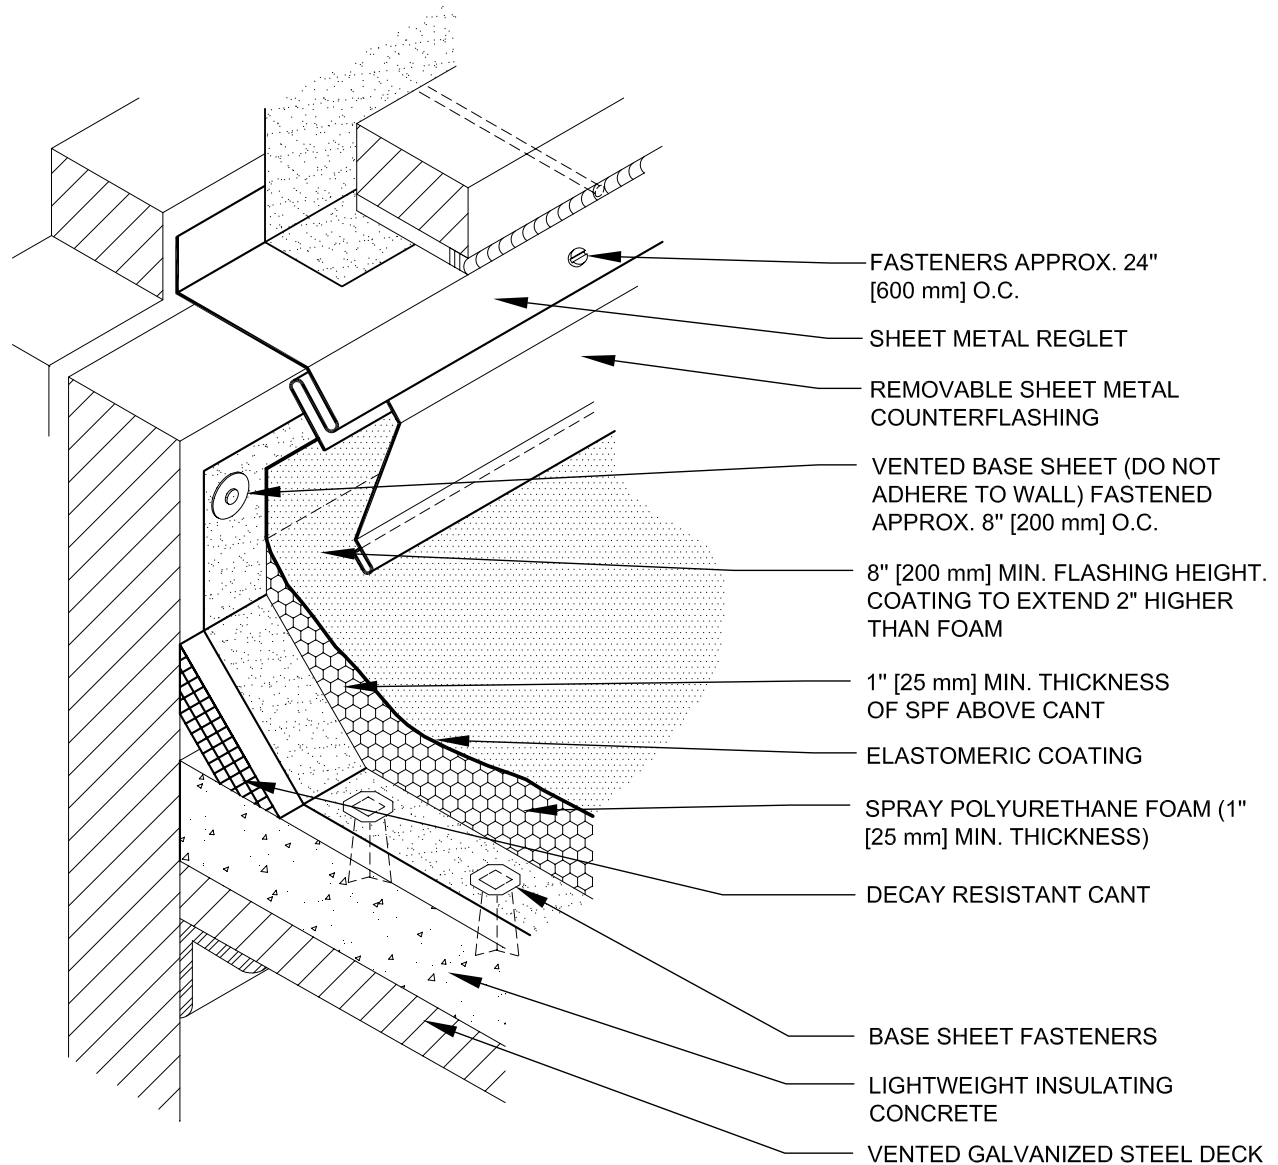 FASTENERS APPROX. 24"
[600 mm] O.C.
SHEET METAL REGLET
REMOVABLE SHEET METAL
COUNTERFLASHING
VENTED BASE SHEET (DO NOT
ADHERE TO WALL) FASTENED
APPROX. 8" [200 mm] O.C.
8" [200 mm] MIN. FLASHING HEIGHT.
COATING TO EXTEND 2" HIGHER
THAN FOAM
1" [25 mm] MIN. THICKNESS
OF SPF ABOVE CANT
ELASTOMERIC COATING
SPRAY POLYURETHANE FOAM (1"
[25 mm] MIN. THICKNESS)
DECAY RESISTANT CANT
BASE SHEET FASTENERS
LIGHTWEIGHT INSULATING
CONCRETE
VENTED GALVANIZED STEEL DECK